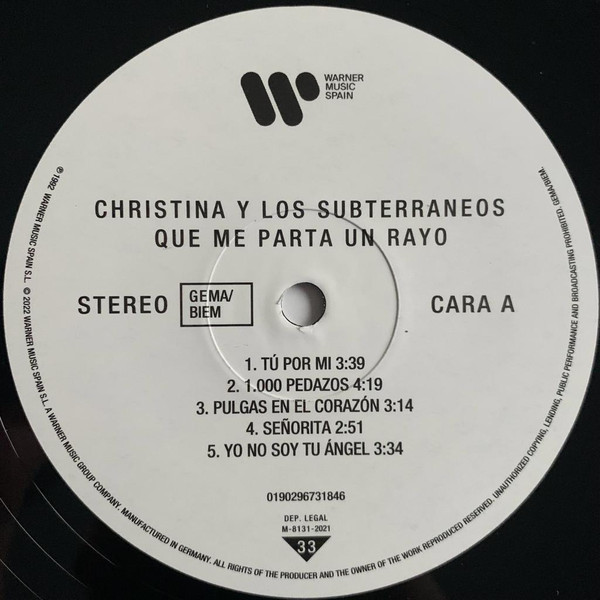 WARNER
MUSIC
SPAIN
CHRISTINA Y LOS SUBTERRANEOS
QUE ME PARTA UN RAYO
STEREO
GEMA/
BIEM
CARA A
1. TÚ POR MI 3:39
2. 1.000 PEDAZOS 4:19
3. PULGAS EN EL CORAZÓN 3:14
4. SEÑORITA 2:51
5. YO NO SOY TU ÁNGEL 3:34
0190296731846
DEP. LEGAL
M-8131-2021
33
℗ 1992 WARNER MUSIC SPAIN S.L. © 2022 WARNER MUSIC SPAIN S.L. A WARNER MUSIC GROUP COMPANY. MANUFACTURED IN GERMANY. ALL RIGHTS OF THE PRODUCER AND THE OWNER OF THE WORK REPRODUCED RESERVED. UNAUTHORIZED COPYING, LENDING, PUBLIC PERFORMANCE AND BROADCASTING PROHIBITED. GEMA/BIEM.